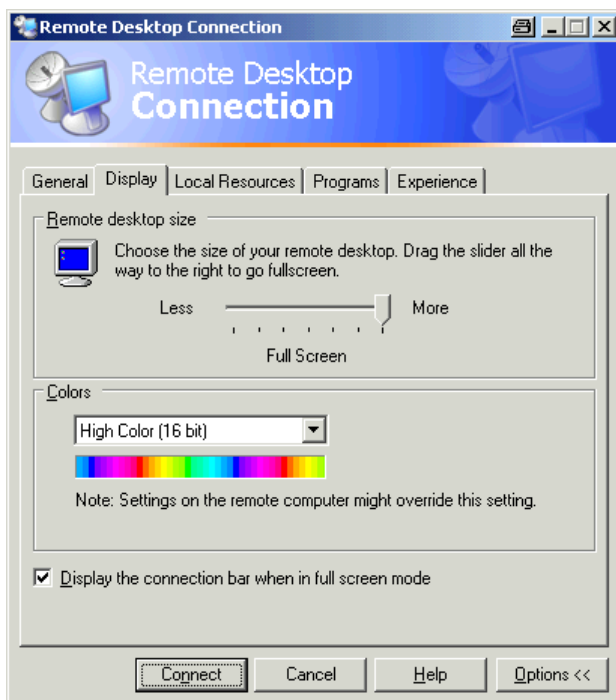 Remote Desktop Connection
Remote Desktop
Connection
General Display Local Resources Programs Experience
Remote desktop size
Choose the size of your remote desktop. Drag the slider all the
way to the right to go fullscreen.
Less More
Full Screen
Colors
High Color (16 bit)
Note: Settings on the remote computer might override this setting.
Display the connection bar when in full screen mode
Connect Cancel Help Options <<